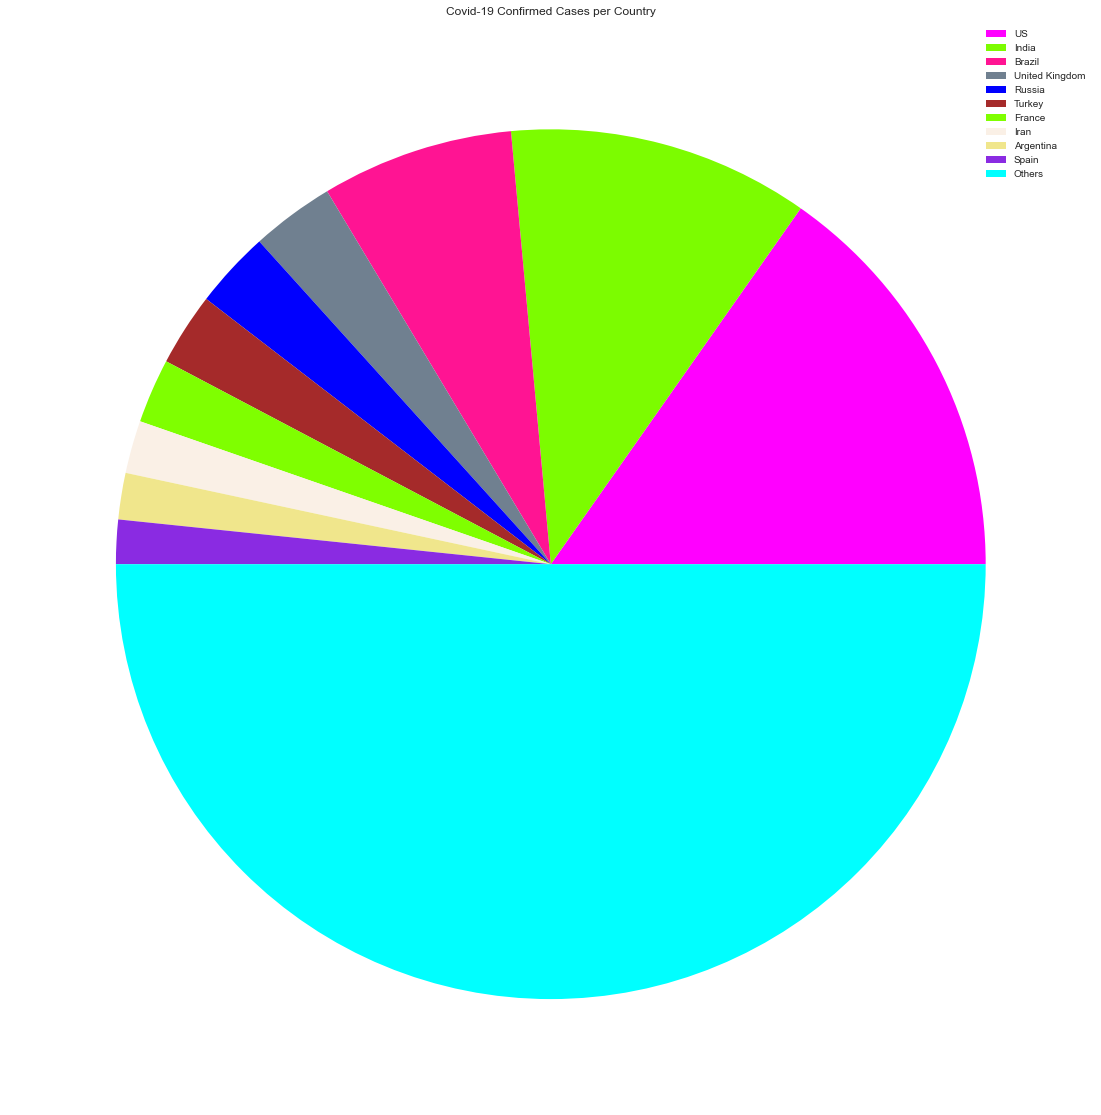 Covid-19 Confirmed Cases per Country
US
India
Brazil
United Kingdom
Russia
Turkey
France
Iran
Argentina
Spain
Others